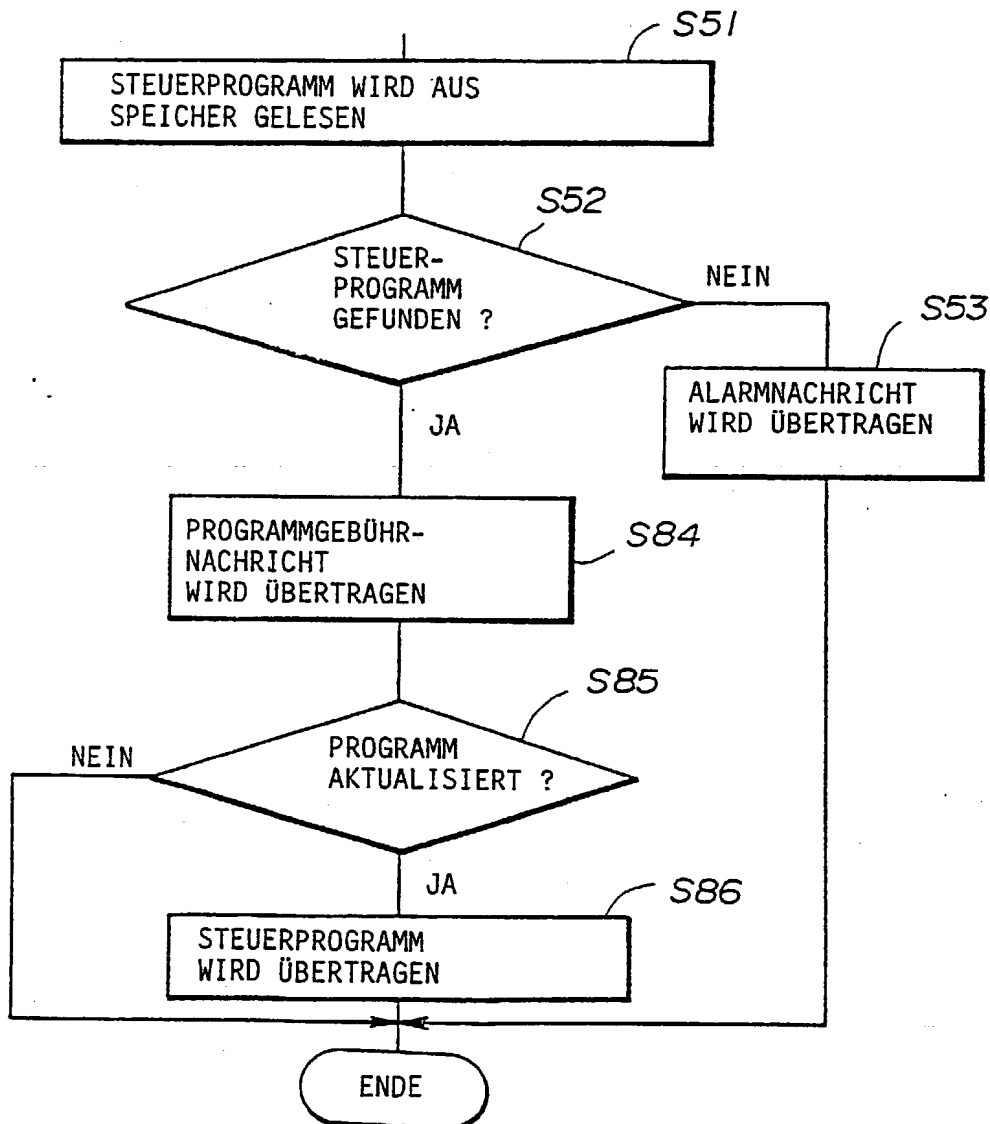 S51
STEUERPROGRAMM WIRD AUS
SPEICHER GELESEN
S52
STEUER-
PROGRAMM
GEFUNDEN ?
NEIN
S53
ALARMNACHRICHT
WIRD ÜBERTRAGEN
JA
PROGRAMMGEBÜHR-
NACHRICHT
WIRD ÜBERTRAGEN
S84
S85
PROGRAMM
AKTUALISIERT ?
NEIN
JA
S86
STEUERPROGRAMM
WIRD ÜBERTRAGEN
ENDE